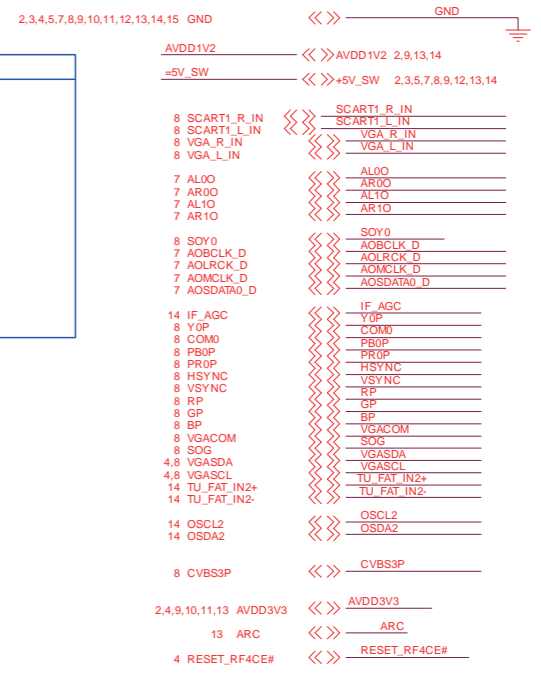 2,3,4,5,7,8,9,10,11,12,13,14,15 GND GND
AVDD1V2 AVDD1V2 2,9,13,14
=5V_SW +5V_SW 2,3,5,7,8,9,12,13,14
8 SCART1_R_IN SCART1_R_IN
8 SCART1_L_IN SCART1_L_IN
8 VGA_R_IN VGA_R_IN
8 VGA_L_IN VGA_L_IN
7 AL0O AL0O
7 AR0O AR0O
7 AL1O AL1O
7 AR1O AR1O
8 SOY0 SOY0
7 AOBCLK_D AOBCLK_D
7 AOLRCK_D AOLRCK_D
7 AOMCLK_D AOMCLK_D
7 AOSDATA0_D AOSDATA0_D
14 IF_AGC IF_AGC
8 Y0P Y0P
8 COM0 COM0
8 PB0P PB0P
8 PR0P PR0P
8 HSYNC HSYNC
8 VSYNC VSYNC
8 RP RP
8 GP GP
8 BP BP
8 VGACOM VGACOM
8 SOG SOG
4,8 VGASDA VGASDA
4,8 VGASCL VGASCL
14 TU_FAT_IN2+ TU_FAT_IN2+
14 TU_FAT_IN2- TU_FAT_IN2-
14 OSCL2 OSCL2
14 OSDA2 OSDA2
8 CVBS3P CVBS3P
2,4,9,10,11,13 AVDD3V3 AVDD3V3
13 ARC ARC
4 RESET_RF4CE# RESET_RF4CE#